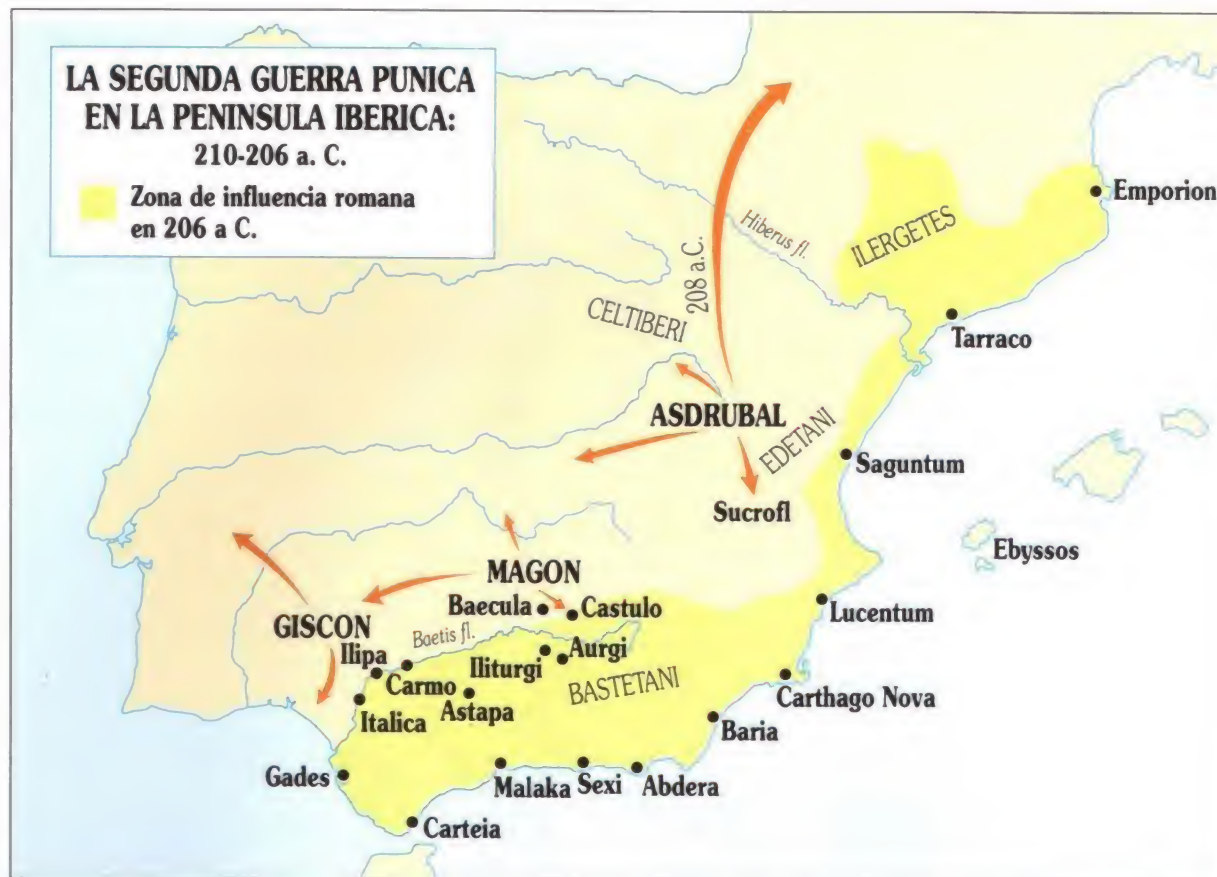 LA SEGUNDA GUERRA PUNICA
EN LA PENINSULA IBERICA:
210-206 a. C.
Zona de influencia romana
en 206 a C.
Emporion
Hiberus fl.
ILERGETES
208 a.C.
CELTIBERI
Tarraco
ASDRUBAL
EDETANI
Saguntum
Sucrofl
Ebyssos
MAGON
Baecula
Castulo
Lucentum
GISCON
Baetis fl.
Ilipa
Aurgi
Iliturgi
Carmo
BASTETANI
Carthago Nova
Italica
Astapa
Baria
Gades
Malaka
Sexi
Abdera
Carteia